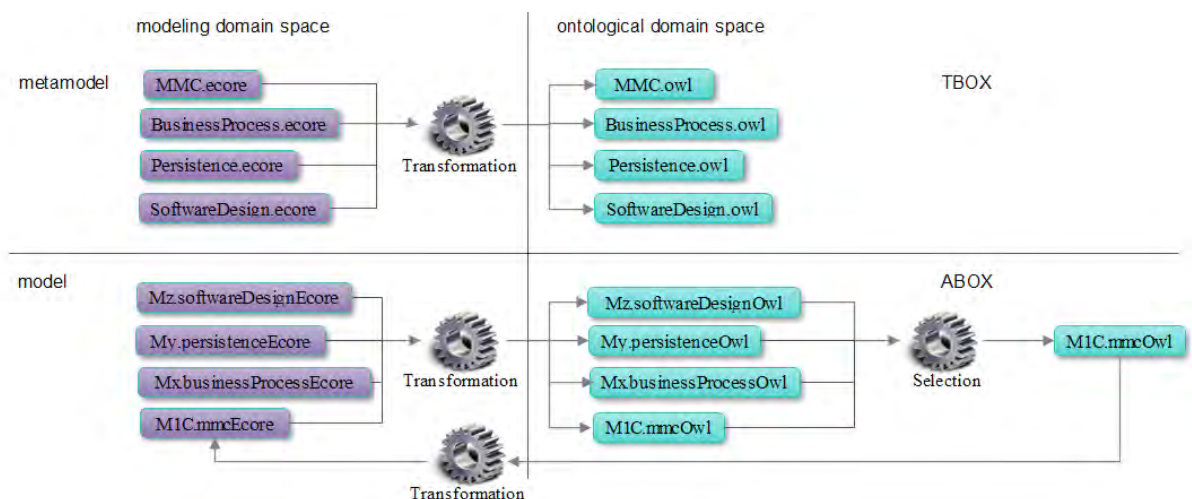 modeling domain space
ontological domain space
metamodel
TBOX
MMC.ecore
MMC.owl
BusinessProcess.ecore
BusinessProcess.owl
Transformation
Persistence.ecore
Persistence.owl
SoftwareDesign.ecore
SoftwareDesign.owl
model
ABOX
Mz.softwareDesignEcore
Mz.softwareDesignOwl
My.persistenceEcore
My.persistenceOwl
M1C.mmcOwl
Transformation
Selection
Mx.businessProcessEcore
Mx.businessProcessOwl
M1C.mmcEcore
M1C.mmcOwl
Transformation